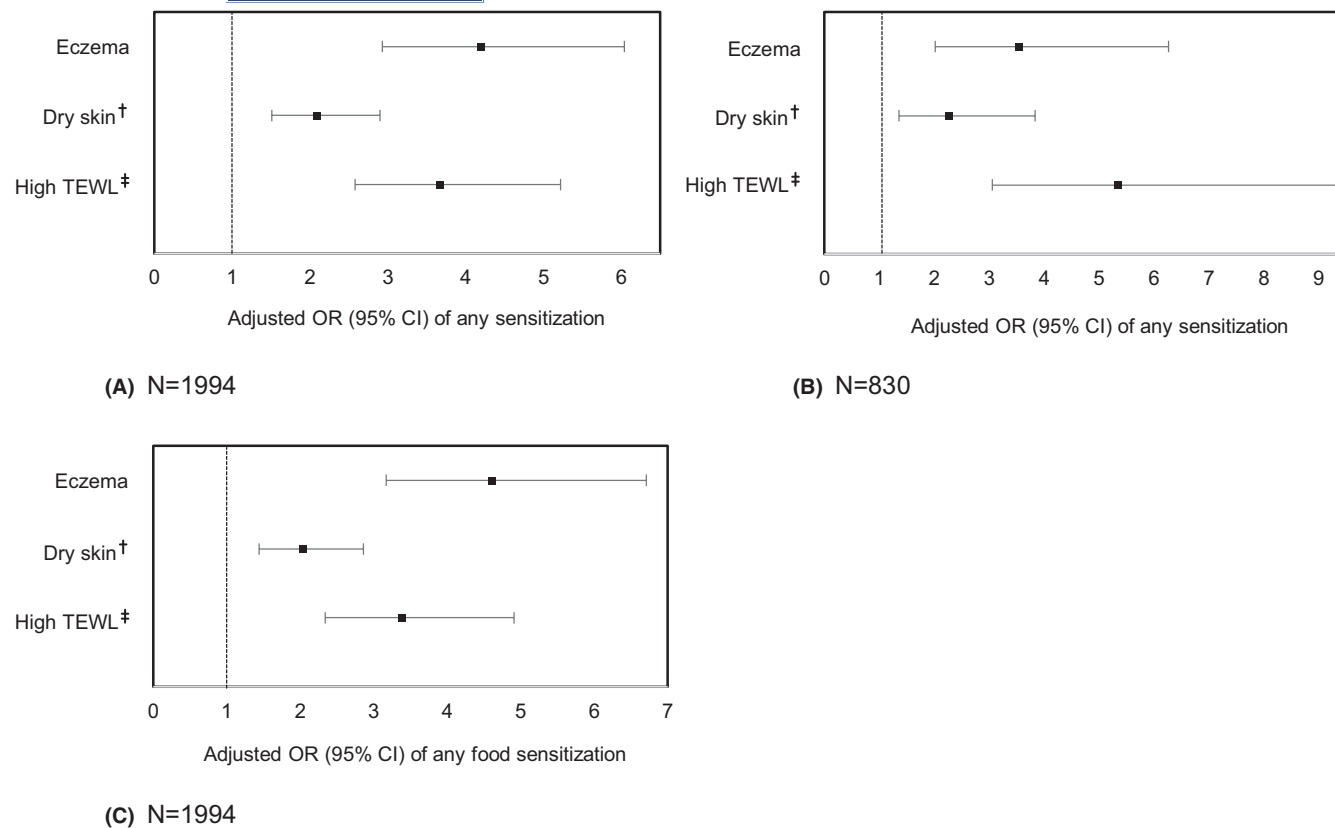 Eczema
Dry skin†
High TEWL‡
0 1 2 3 4 5 6
Adjusted OR (95% CI) of any sensitization
(A) N=1994
Eczema
Dry skin†
High TEWL‡
0 1 2 3 4 5 6 7 8 9
Adjusted OR (95% CI) of any sensitization
(B) N=830
Eczema
Dry skin†
High TEWL‡
0 1 2 3 4 5 6 7
Adjusted OR (95% CI) of any food sensitization
(C) N=1994